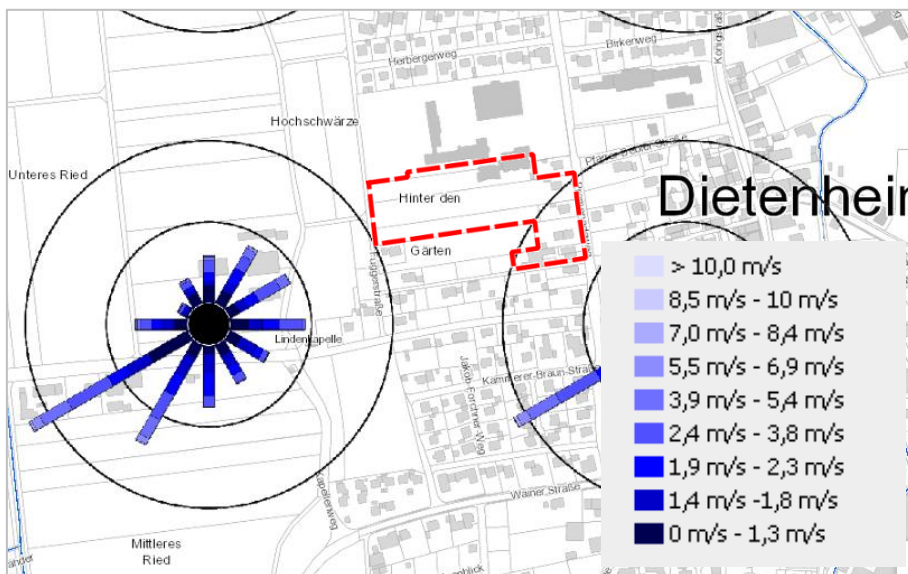 Birkenweg
Königstraße
Herbergerweg
Hochschwärze
Unteres Ried
Hinter den
Gärten
Dietenheim
Fuggerstraße
Lindenkapelle
Kammerer-Braun-Straße
Jakob-Forchner-Weg
Wainer Straße
Kapellenweg
Mittleres
Ried
> 10,0 m/s
8,5 m/s - 10 m/s
7,0 m/s - 8,4 m/s
5,5 m/s - 6,9 m/s
3,9 m/s - 5,4 m/s
2,4 m/s - 3,8 m/s
1,9 m/s - 2,3 m/s
1,4 m/s -1,8 m/s
0 m/s - 1,3 m/s